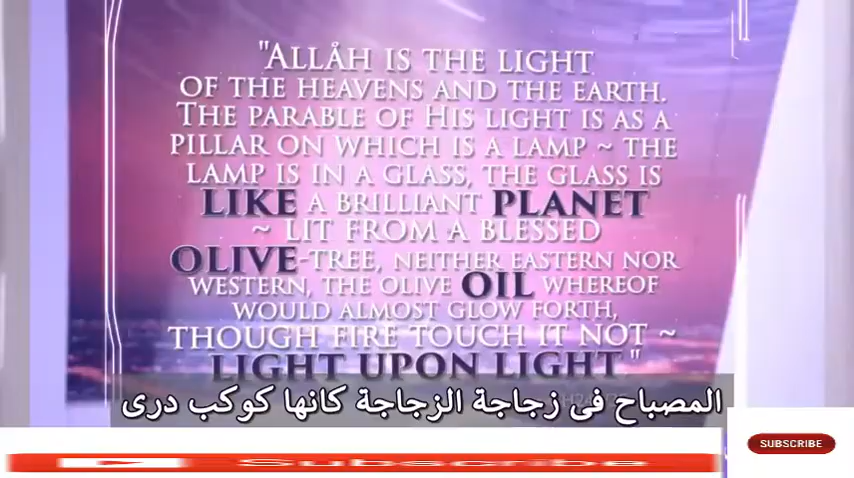 "ALLÅH IS THE LIGHT
OF THE HEAVENS AND THE EARTH.
THE PARABLE OF HIS LIGHT IS AS A
PILLAR ON WHICH IS A LAMP ~ THE
LAMP IS IN A GLASS, THE GLASS IS
LIKE A BRILLIANT PLANET
~ LIT FROM A BLESSED
OLIVE-TREE, NEITHER EASTERN NOR
WESTERN, THE OLIVE OIL WHEREOF
WOULD ALMOST GLOW FORTH,
THOUGH FIRE TOUCH IT NOT ~
LIGHT UPON LIGHT."
المصباح فى زجاجة الزجاجة كانها كوكب درى
SUBSCRIBE
Subscribe